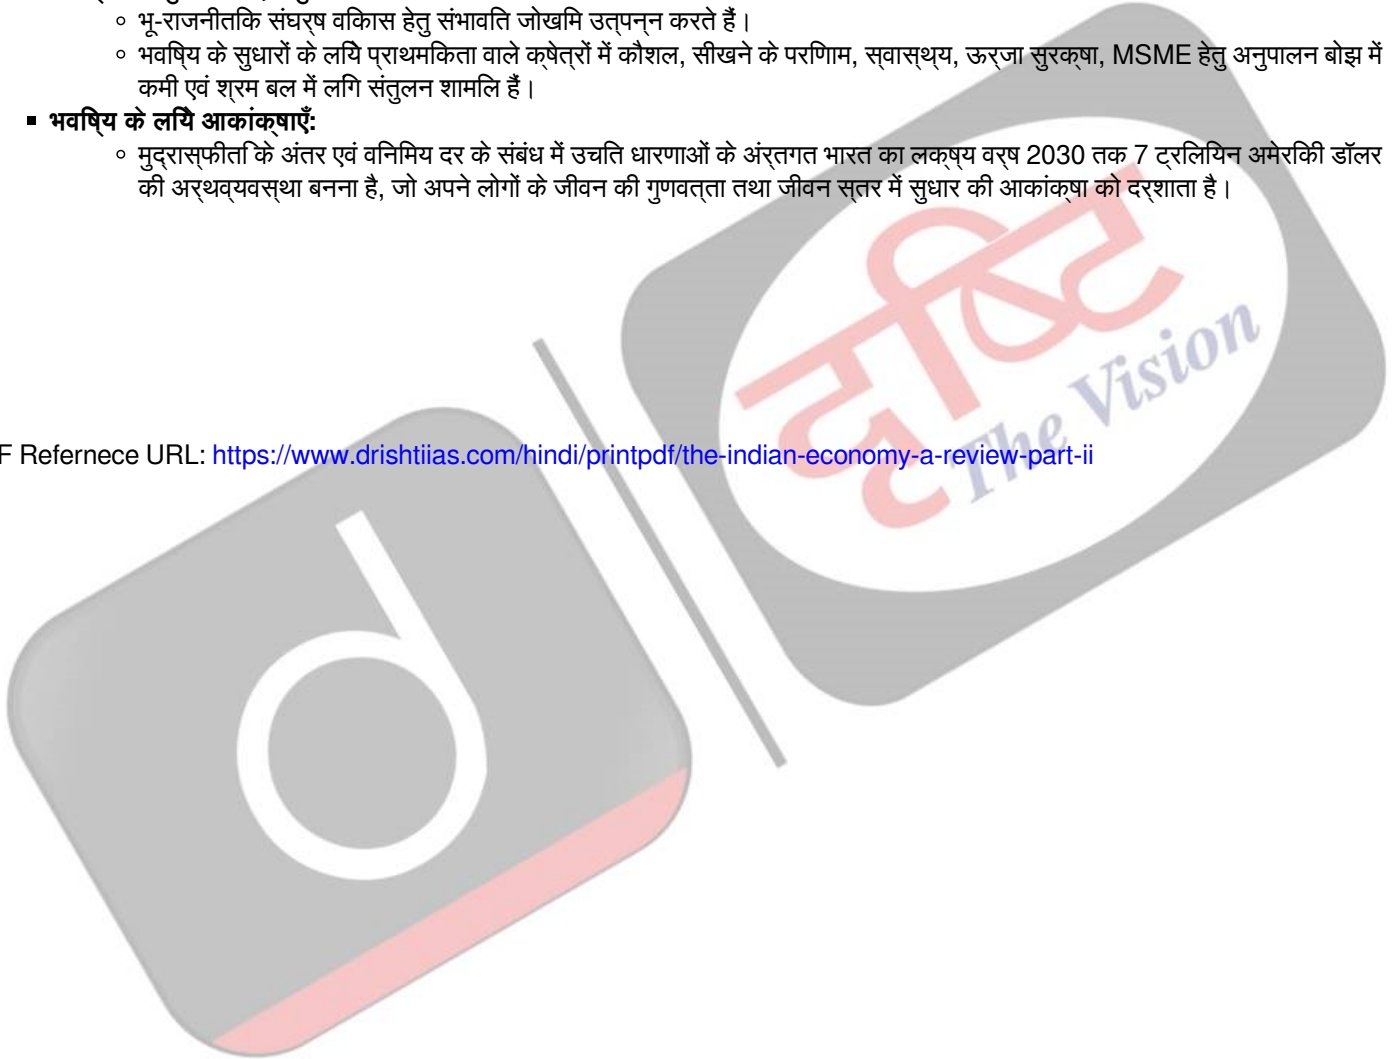 भू-राजनीतिक संघर्ष विकास हेतु संभावित जोखिम उत्पन्न करते हैं।
भविष्य के सुधारों के लिये प्राथमिकता वाले क्षेत्रों में कौशल, सीखने के परिणाम, स्वास्थ्य, ऊर्जा सुरक्षा, MSME हेतु अनुपालन बोझ में
कमी एवं श्रम बल में लिंग संतुलन शामिल हैं।
भविष्य के लिये आकांक्षाएँ:
मुद्रास्फीति के अंतर एवं विनिमय दर के संबंध में उचित धारणाओं के अंर्तगत भारत का लक्ष्य वर्ष 2030 तक 7 ट्रिलियन अमेरिकी डॉलर
की अर्थव्यवस्था बनना है, जो अपने लोगों के जीवन की गुणवत्ता तथा जीवन स्तर में सुधार की आकांक्षा को दर्शाता है।
दृष्टि
The Vision
F Refernece URL: https://www.drishtiias.com/hindi/printpdf/the-indian-economy-a-review-part-ii
d